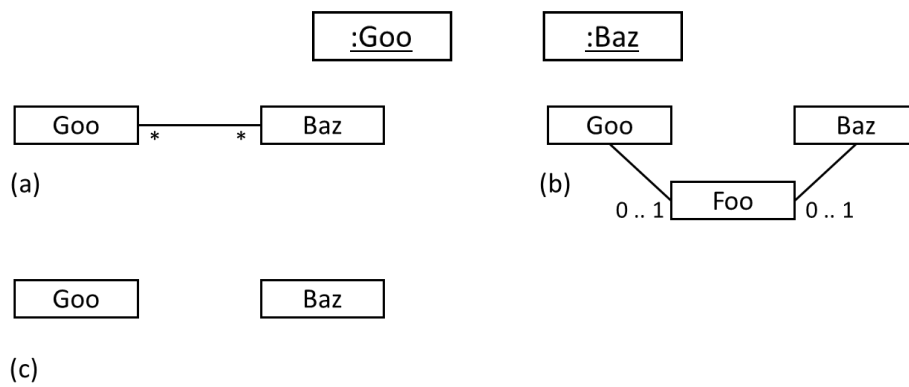 :Goo :Baz
Goo * * Baz
(a)
Goo Baz
(b)
0 .. 1 Foo 0 .. 1
Goo Baz
(c)